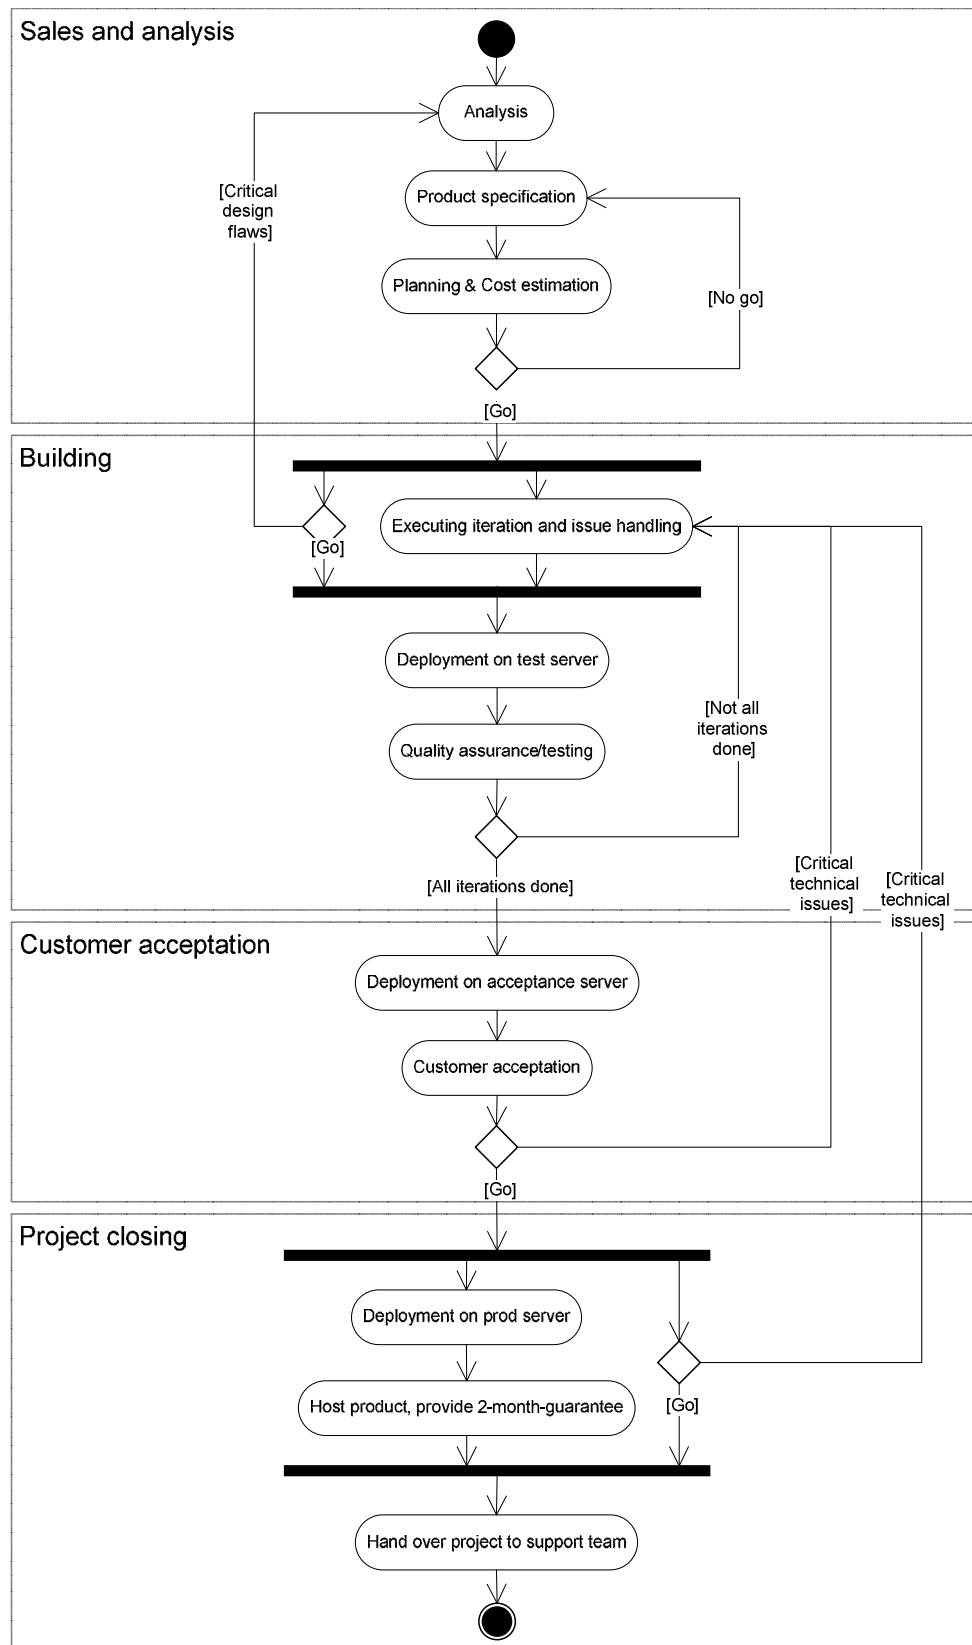 Sales and analysis
Analysis
[Critical
design
flaws]
Product specification
Planning & Cost estimation
[No go]
[Go]
Building
Executing iteration and issue handling
[Go]
Deployment on test server
[Not all
iterations
done]
Quality assurance/testing
[All iterations done]
[Critical
technical
issues]
[Critical
technical
issues]
Customer acceptation
Deployment on acceptance server
Customer acceptation
[Go]
Project closing
Deployment on prod server
Host product, provide 2-month-guarantee
[Go]
Hand over project to support team